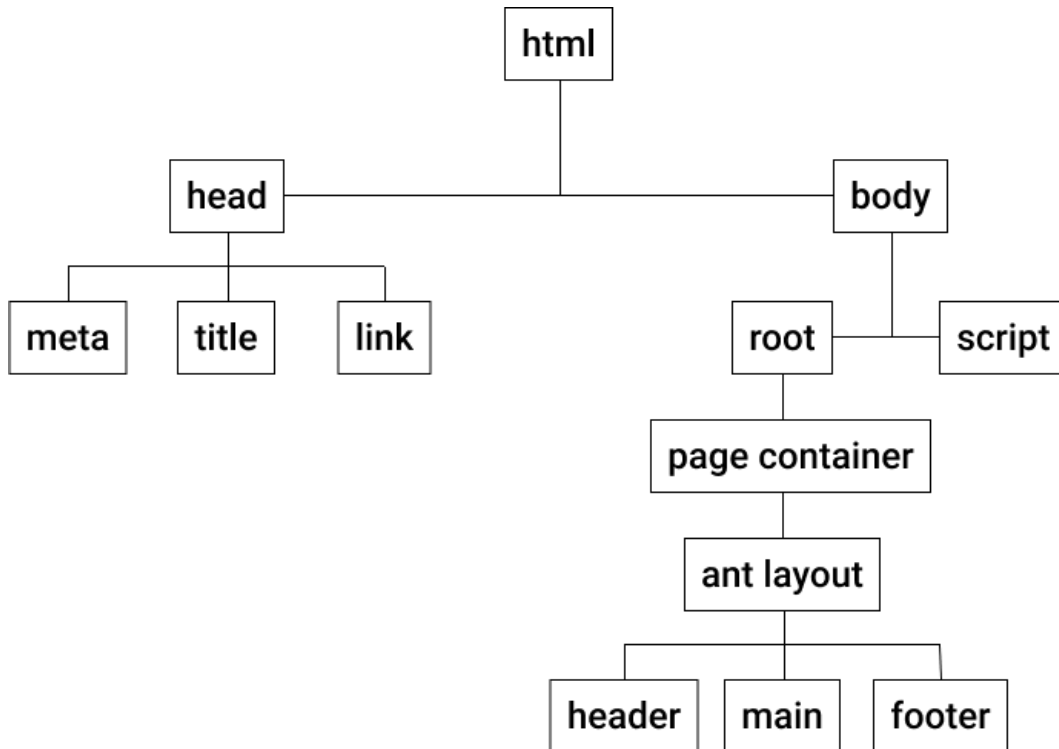 html
head
body
meta
title
link
root
script
page container
ant layout
header
main
footer